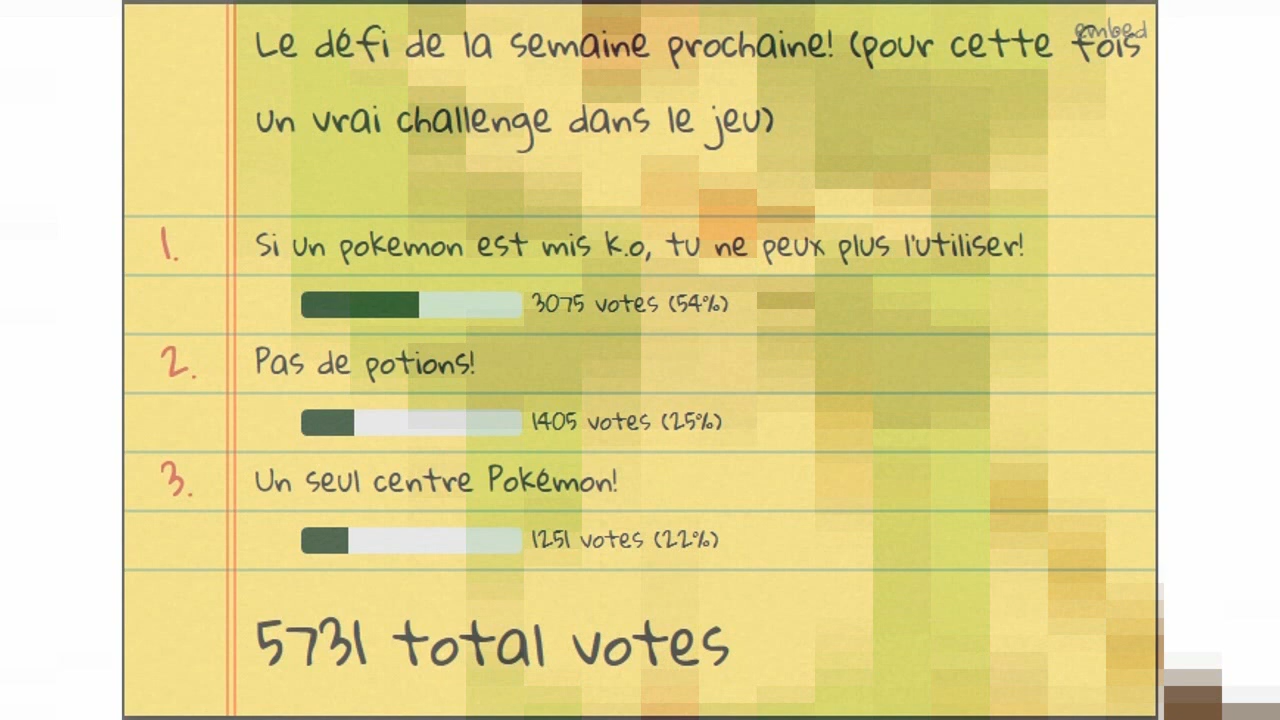 embed
Le défi de la semaine prochaine! (pour cette fois
un vrai challenge dans le jeu)
1. Si un pokemon est mis k.o, tu ne peux plus l'utiliser!
3075 votes (54%)
2. Pas de potions!
1405 votes (25%)
3. Un seul centre Pokémon!
1251 votes (22%)
5731 total votes